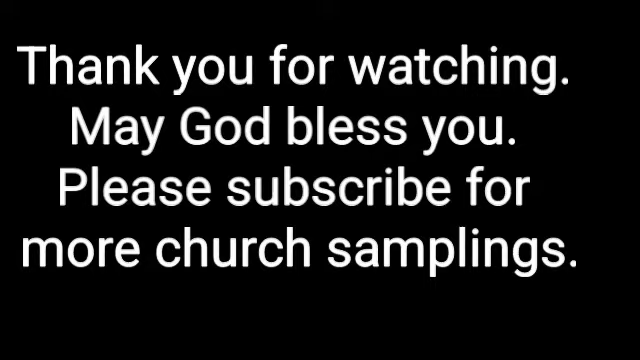 Thank you for watching.
May God bless you.
Please subscribe for
more church samplings.